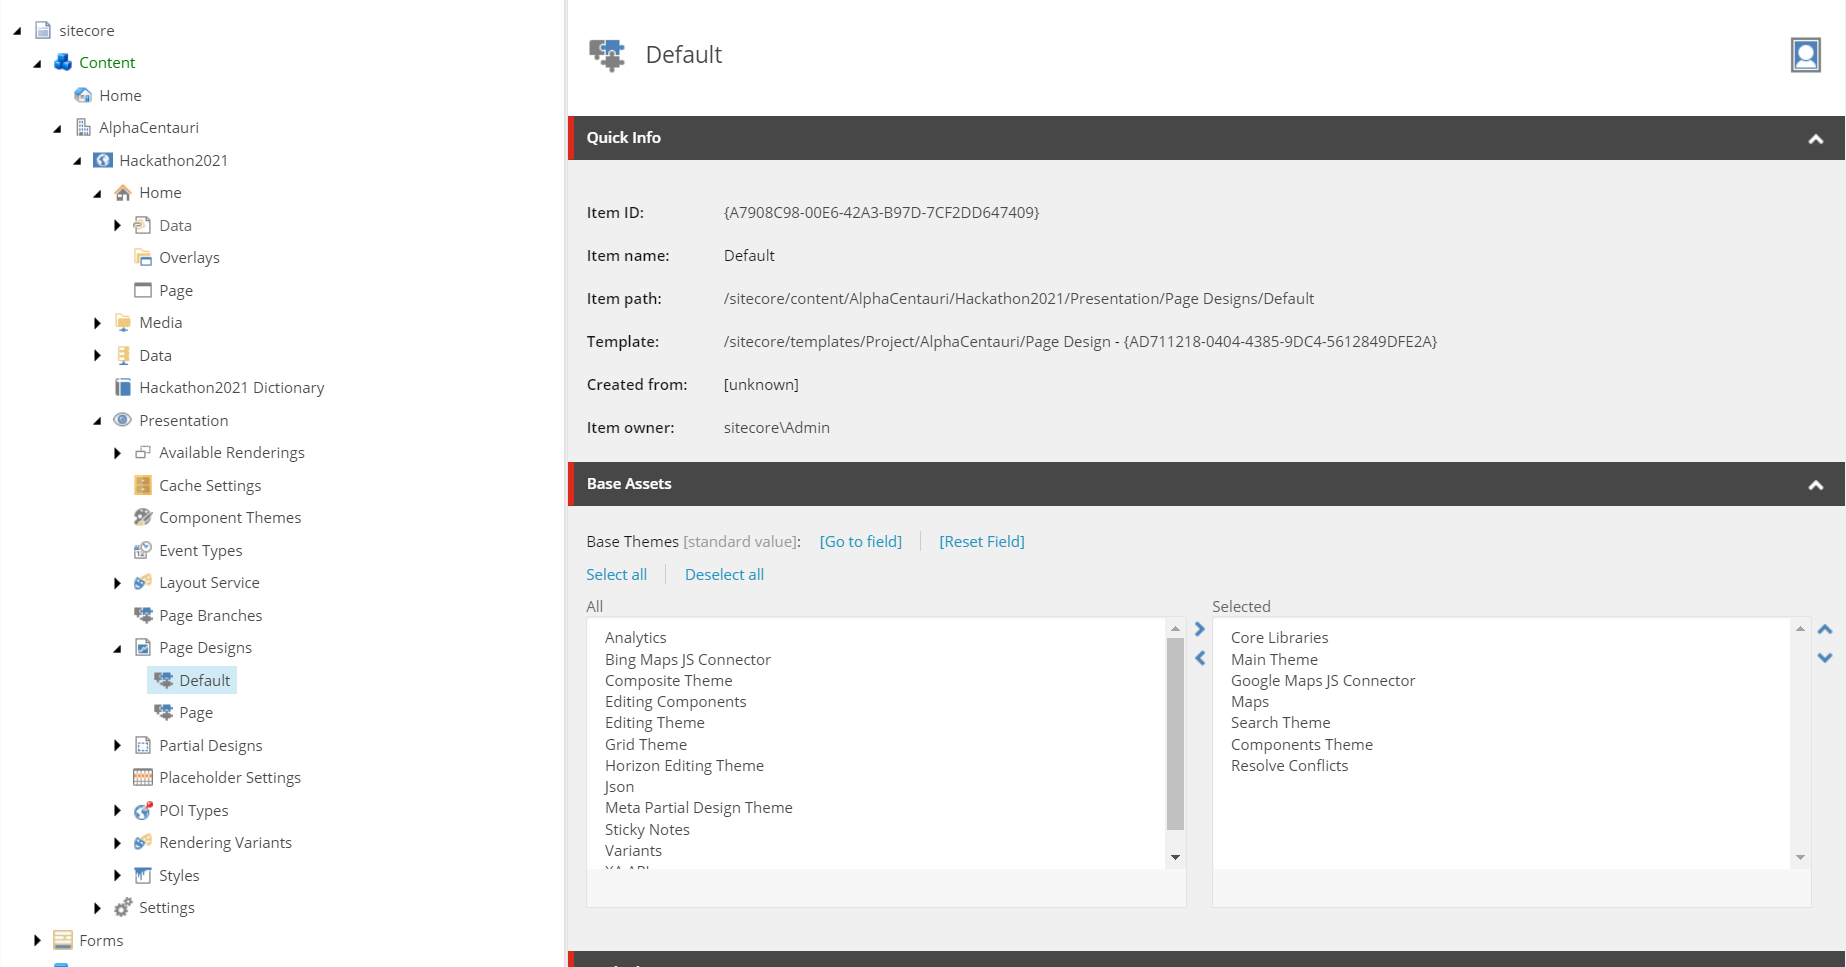 sitecore
Content
Home
AlphaCentauri
Hackathon2021
Home
Data
Overlays
Page
Media
Data
Hackathon2021 Dictionary
Presentation
Available Renderings
Cache Settings
Component Themes
Event Types
Layout Service
Page Branches
Page Designs
Default
Page
Partial Designs
Placeholder Settings
POI Types
Rendering Variants
Styles
Settings
Forms
Default
Quick Info
Item ID: {A7908C98-00E6-42A3-B97D-7CF2DD647409}
Item name: Default
Item path: /sitecore/content/AlphaCentauri/Hackathon2021/Presentation/Page Designs/Default
Template: /sitecore/templates/Project/AlphaCentauri/Page Design - {AD711218-0404-4385-9DC4-5612849DFE2A}
Created from: [unknown]
Item owner: sitecore\Admin
Base Assets
Base Themes [standard value]: [Go to field] [Reset Field]
Select all Deselect all
All
Analytics
Bing Maps JS Connector
Composite Theme
Editing Components
Editing Theme
Grid Theme
Horizon Editing Theme
Json
Meta Partial Design Theme
Sticky Notes
Variants
Selected
Core Libraries
Main Theme
Google Maps JS Connector
Maps
Search Theme
Components Theme
Resolve Conflicts